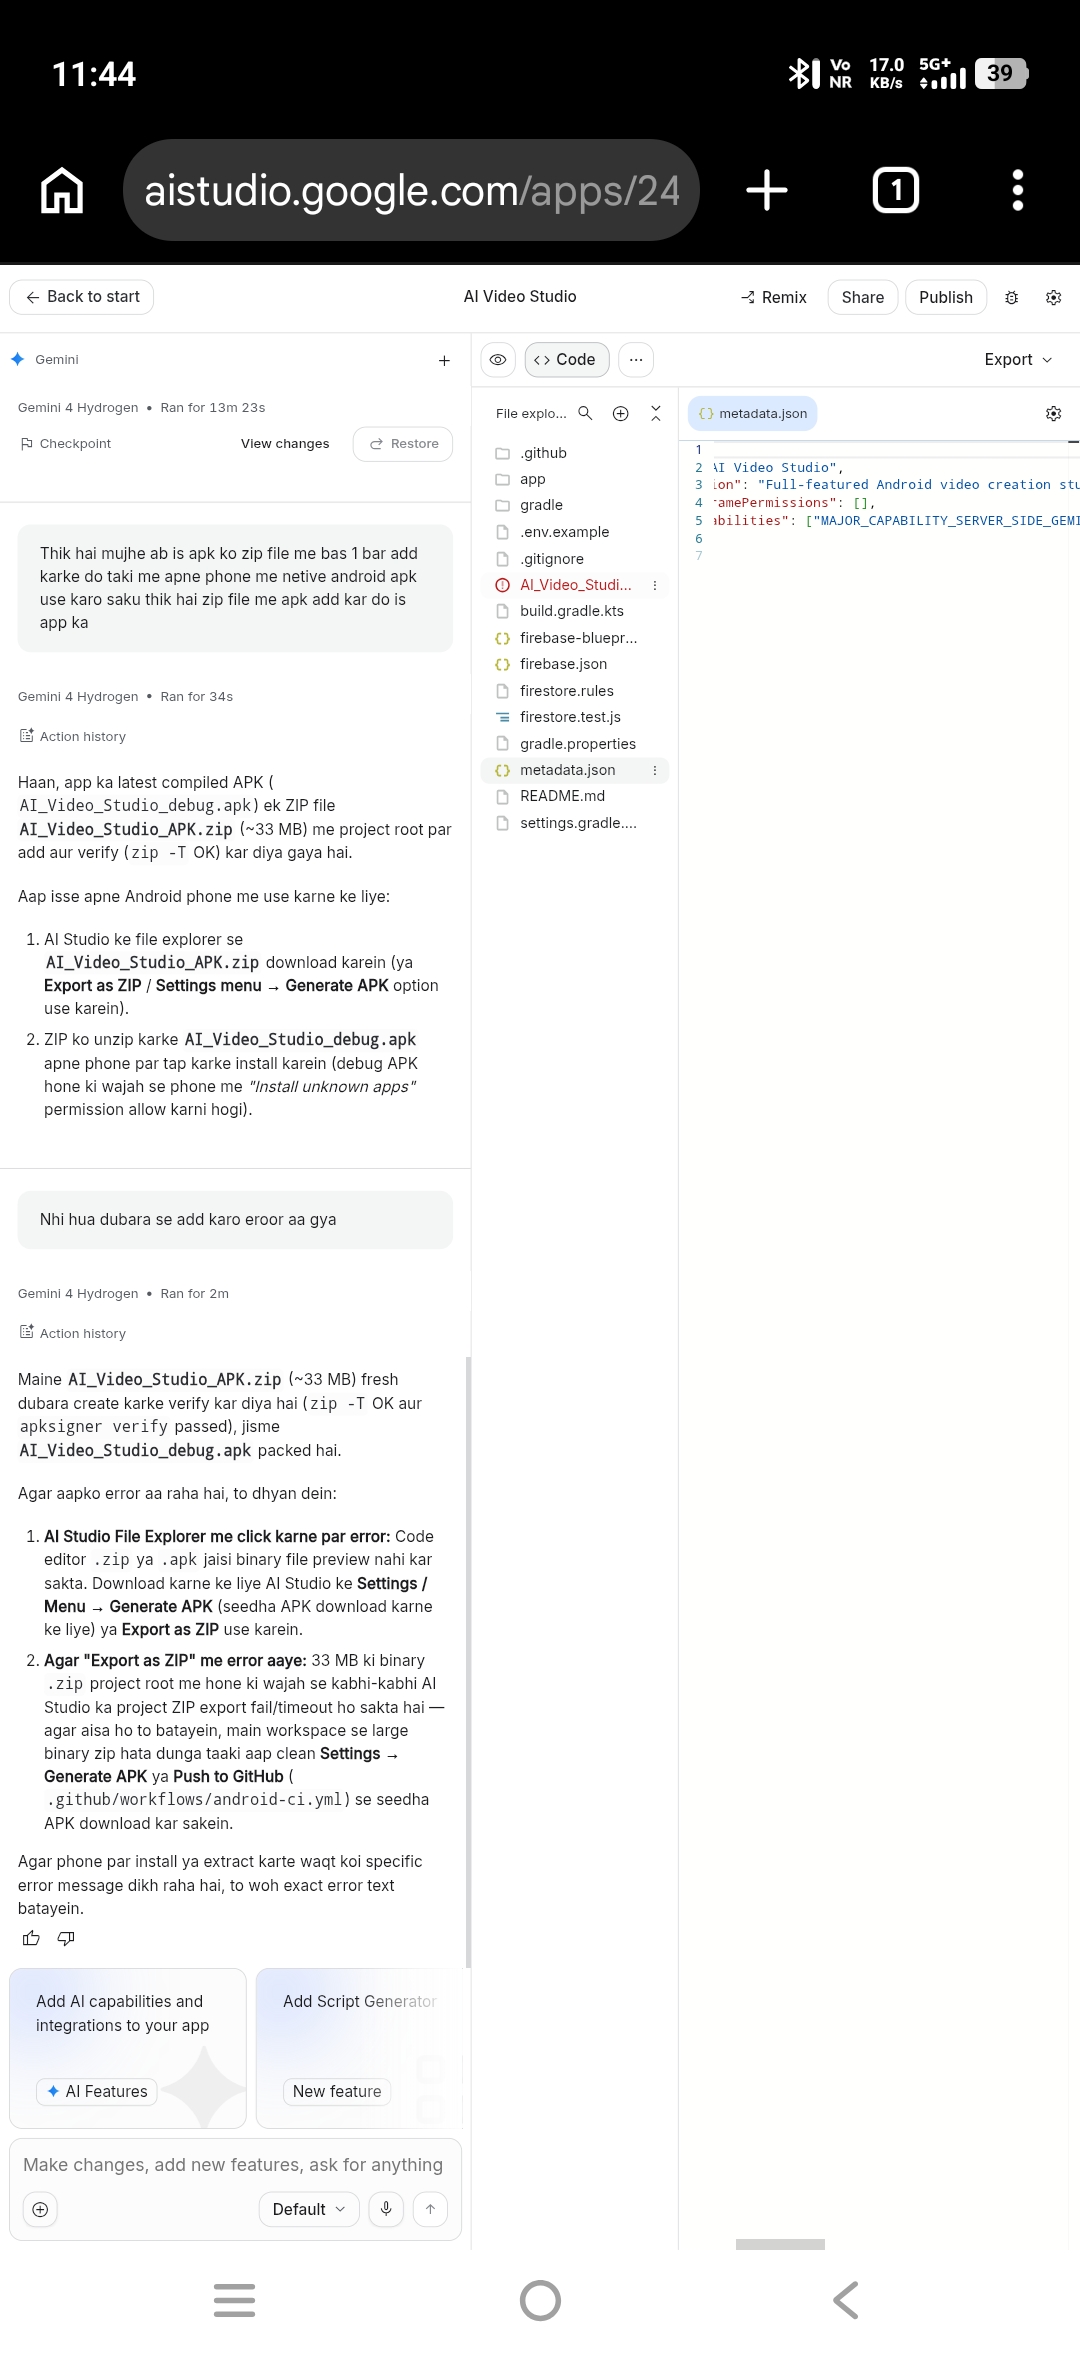 11:44
Vo NR
17.0 KB/s
5G+
39
aistudio.google.com/apps/24
1
Back to start
AI Video Studio
Remix
Share
Publish
Gemini
Code
Export
Gemini 4 Hydrogen • Ran for 13m 23s
Checkpoint
View changes
Restore
Thik hai mujhe ab is apk ko zip file me bas 1 bar add
karke do taki me apne phone me netive android apk
use karo saku thik hai zip file me apk add kar do is
app ka
Gemini 4 Hydrogen • Ran for 34s
Action history
Haan, app ka latest compiled APK (
AI_Video_Studio_debug.apk) ek ZIP file
AI_Video_Studio_APK.zip (~33 MB) me project root par
add aur verify (zip -T OK) kar diya gaya hai.
Aap isse apne Android phone me use karne ke liye:
1. AI Studio ke file explorer se
AI_Video_Studio_APK.zip download karein (ya
Export as ZIP / Settings menu → Generate APK option
use karein).
2. ZIP ko unzip karke AI_Video_Studio_debug.apk
apne phone par tap karke install karein (debug APK
hone ki wajah se phone me "Install unknown apps"
permission allow karni hogi).
Nhi hua dubara se add karo eroor aa gya
Gemini 4 Hydrogen • Ran for 2m
Action history
Maine AI_Video_Studio_APK.zip (~33 MB) fresh
dubara create karke verify kar diya hai (zip -T OK aur
apksigner verify passed), jisme
AI_Video_Studio_debug.apk packed hai.
Agar aapko error aa raha hai, to dhyan dein:
1. AI Studio File Explorer me click karne par error: Code
editor .zip ya .apk jaisi binary file preview nahi kar
sakta. Download karne ke liye AI Studio ke Settings /
Menu → Generate APK (seedha APK download karne
ke liye) ya Export as ZIP use karein.
2. Agar "Export as ZIP" me error aaye: 33 MB ki binary
.zip project root me hone ki wajah se kabhi-kabhi AI
Studio ka project ZIP export fail/timeout ho sakta hai —
agar aisa ho to batayein, main workspace se large
binary zip hata dunga taaki aap clean Settings →
Generate APK ya Push to GitHub (
.github/workflows/android-ci.yml) se seedha
APK download kar sakein.
Agar phone par install ya extract karte waqt koi specific
error message dikh raha hai, to woh exact error text
batayein.
Add AI capabilities and
integrations to your app
AI Features
Add Script Generator
New feature
Make changes, add new features, ask for anything
Default
File explo...
.github
app
gradle
.env.example
.gitignore
AI_Video_Studi...
build.gradle.kts
firebase-bluepr...
firebase.json
firestore.rules
firestore.test.js
gradle.properties
metadata.json
README.md
settings.gradle....
{} metadata.json
1
2 AI Video Studio",
3 ion": "Full-featured Android video creation stu
4 ramePermissions": [],
5 abilities": ["MAJOR_CAPABILITY_SERVER_SIDE_GEMI
6
7